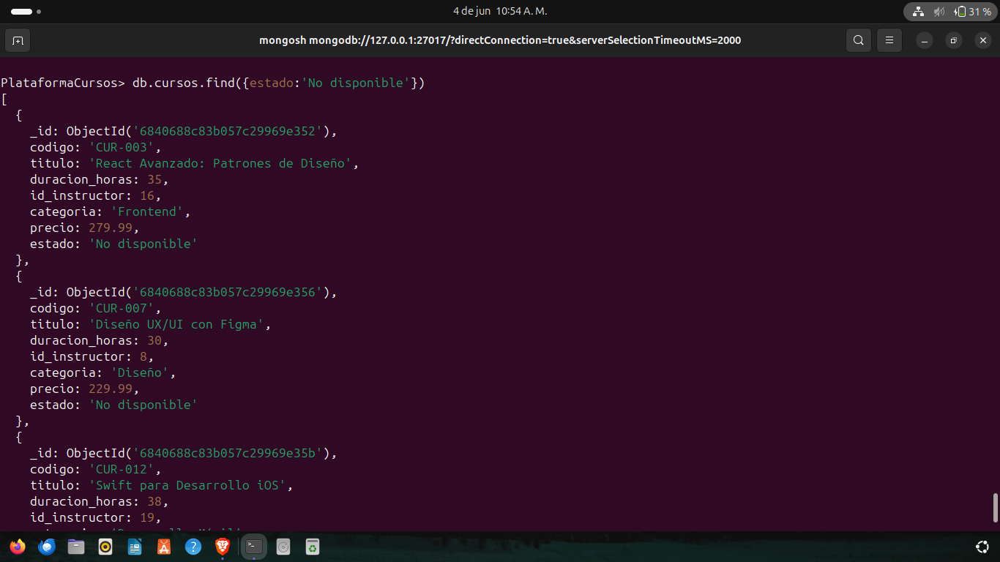 4 de jun 10:54 A. M.
31 %
mongosh mongodb://127.0.0.1:27017/?directConnection=true&serverSelectionTimeoutMS=2000
PlataformaCursos> db.cursos.find({estado:'No disponible'})
[
  {
    _id: ObjectId('6840688c83b057c29969e352'),
    codigo: 'CUR-003',
    titulo: 'React Avanzado: Patrones de Diseño',
    duracion_horas: 35,
    id_instructor: 16,
    categoria: 'Frontend',
    precio: 279.99,
    estado: 'No disponible'
  },
  {
    _id: ObjectId('6840688c83b057c29969e356'),
    codigo: 'CUR-007',
    titulo: 'Diseño UX/UI con Figma',
    duracion_horas: 30,
    id_instructor: 8,
    categoria: 'Diseño',
    precio: 229.99,
    estado: 'No disponible'
  },
  {
    _id: ObjectId('6840688c83b057c29969e35b'),
    codigo: 'CUR-012',
    titulo: 'Swift para Desarrollo iOS',
    duracion_horas: 38,
    id_instructor: 19,